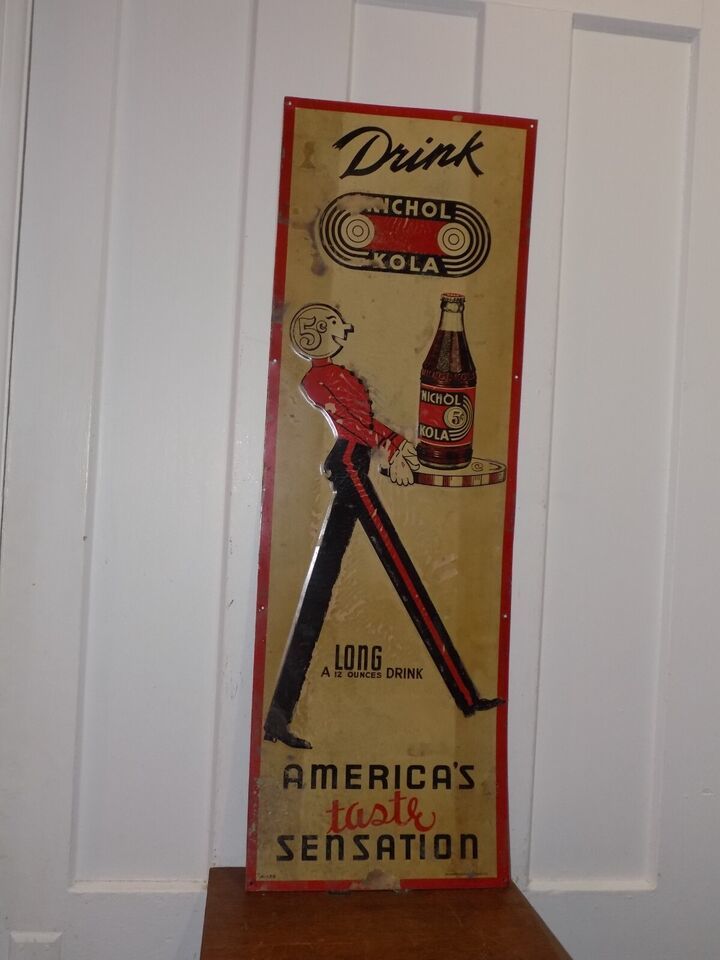 Drink
NICHOL
KOLA
5¢
NICHOL
5¢
KOLA
A LONG DRINK
12 OUNCES
AMERICA'S
taste
SENSATION